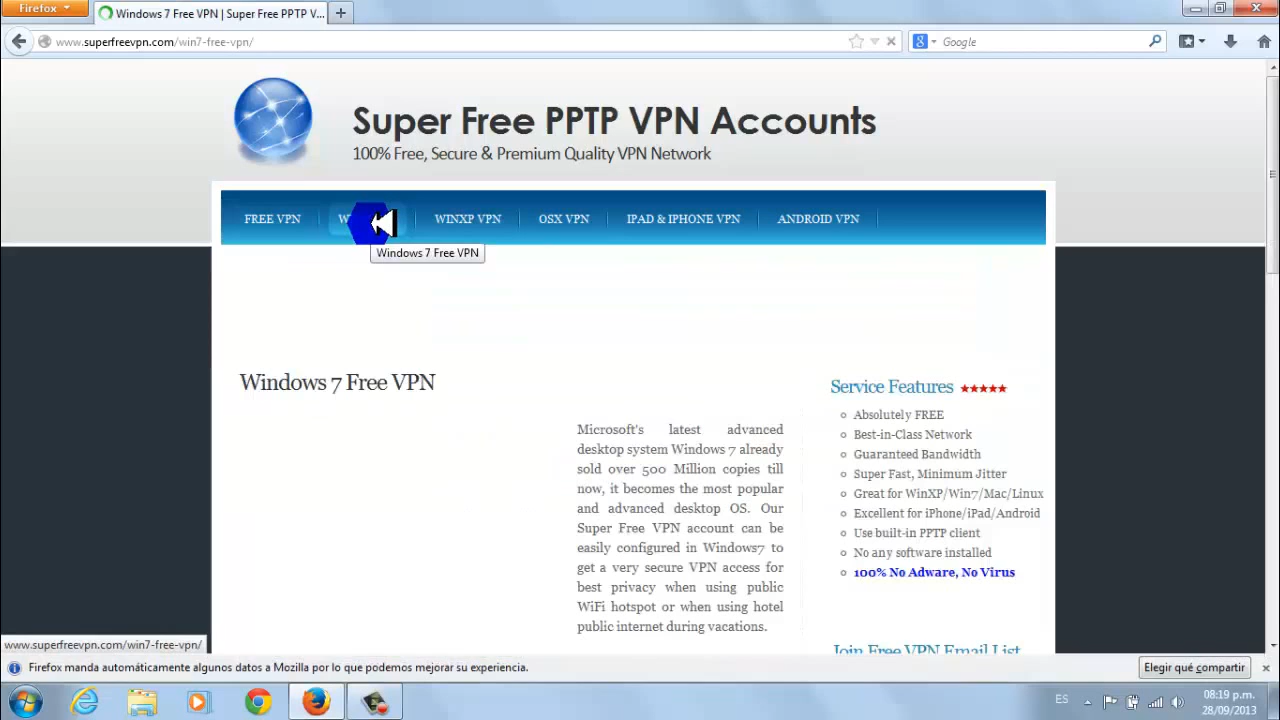 Firefox
Windows 7 Free VPN | Super Free PPTP V...
www.superfreevpn.com/win7-free-vpn/
Google
Super Free PPTP VPN Accounts
100% Free, Secure & Premium Quality VPN Network
FREE VPN
WINXP VPN
OSX VPN
IPAD & IPHONE VPN
ANDROID VPN
Windows 7 Free VPN
Windows 7 Free VPN
Microsoft's latest advanced
desktop system Windows 7 already
sold over 500 Million copies till
now, it becomes the most popular
and advanced desktop OS. Our
Super Free VPN account can be
easily configured in Windows7 to
get a very secure VPN access for
best privacy when using public
WiFi hotspot or when using hotel
public internet during vacations.
Service Features
Absolutely FREE
Best-in-Class Network
Guaranteed Bandwidth
Super Fast, Minimum Jitter
Great for WinXP/Win7/Mac/Linux
Excellent for iPhone/iPad/Android
Use built-in PPTP client
No any software installed
100% No Adware, No Virus
Join Free VPN Email List
www.superfreevpn.com/win7-free-vpn/
Firefox manda automáticamente algunos datos a Mozilla por lo que podemos mejorar su experiencia.
Elegir qué compartir
ES
08:19 p.m.
28/09/2013